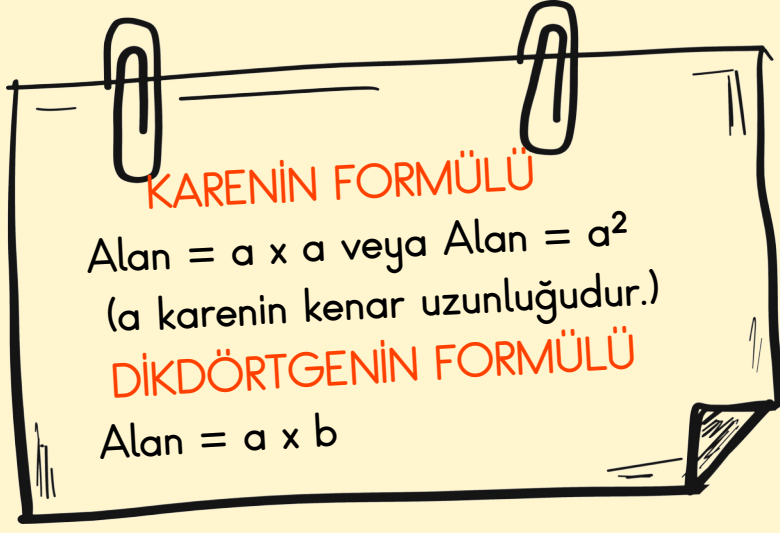 KARENİN FORMÜLÜ
Alan = a x a veya Alan = a²
(a karenin kenar uzunluğudur.)
DİKDÖRTGENİN FORMÜLÜ
Alan = a x b